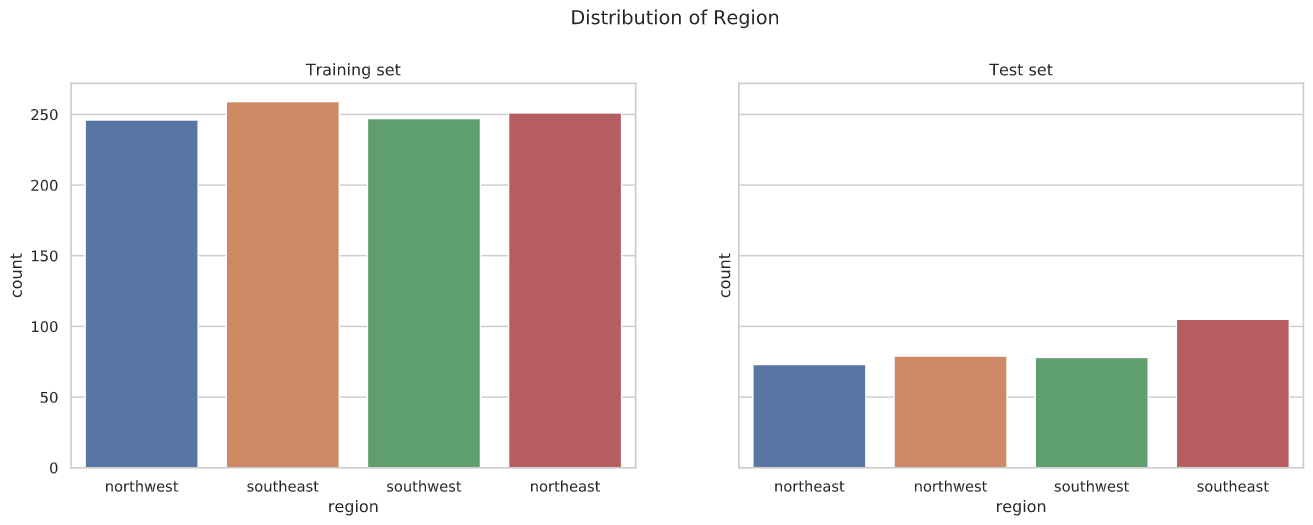 Distribution of Region
Training set
count
250
200
150
100
50
0
northwest southeast southwest northeast
region
Test set
count
northeast northwest southwest southeast
region